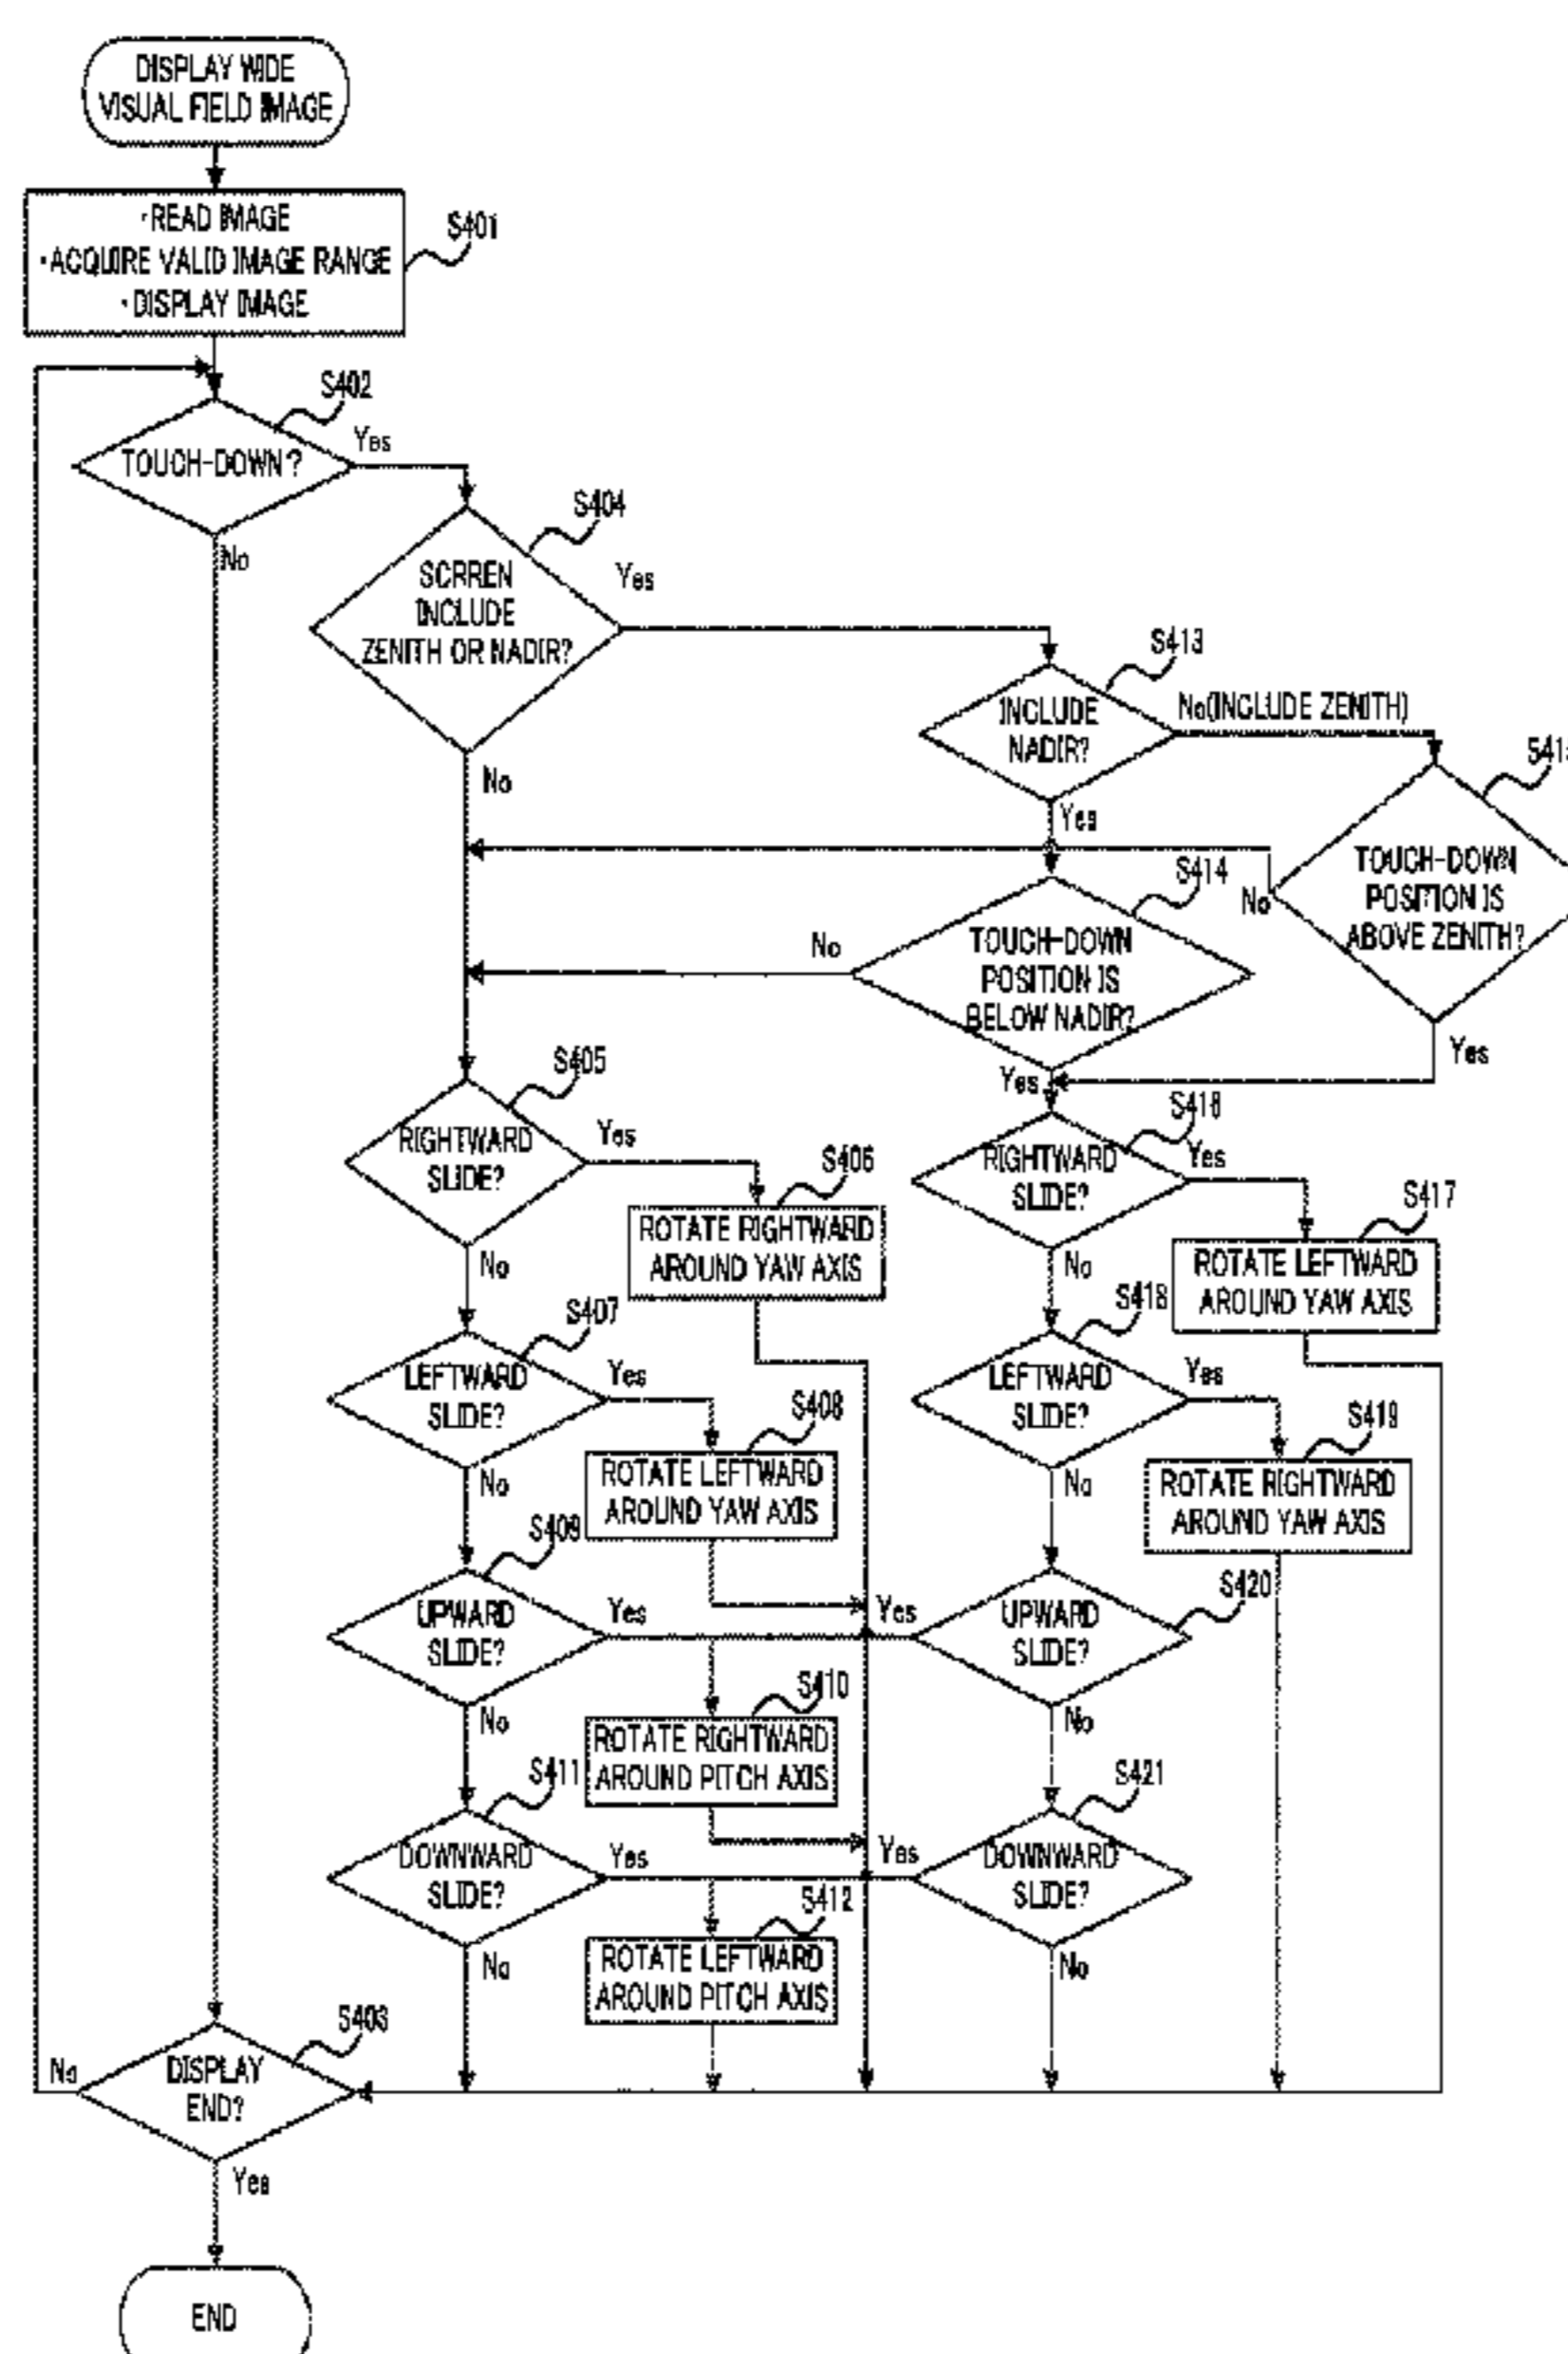 DISPLAY WIDE
VISUAL FIELD IMAGE
・READ IMAGE
・ACQUIRE VALID IMAGE RANGE
・DISPLAY IMAGE
S401
S402
TOUCH-DOWN?
Yes
No
S404
SCRREN
INCLUDE
ZENITH OR NADIR?
Yes
No
S413
INCLUDE
NADIR?
No(INCLUDE ZENITH)
Yes
TOUCH-DOWN
POSITION IS
ABOVE ZENITH?
No
Yes
S414
TOUCH-DOWN
POSITION IS
BELOW NADIR?
No
Yes
S405
RIGHTWARD
SLIDE?
Yes
No
S406
ROTATE RIGHTWARD
AROUND YAW AXIS
S416
RIGHTWARD
SLIDE?
Yes
No
S417
ROTATE LEFTWARD
AROUND YAW AXIS
S407
LEFTWARD
SLIDE?
Yes
No
S408
ROTATE LEFTWARD
AROUND YAW AXIS
S418
LEFTWARD
SLIDE?
Yes
No
S419
ROTATE RIGHTWARD
AROUND YAW AXIS
S409
UPWARD
SLIDE?
Yes
No
S410
ROTATE RIGHTWARD
AROUND PITCH AXIS
S420
UPWARD
SLIDE?
Yes
No
S411
DOWNWARD
SLIDE?
Yes
No
S412
ROTATE LEFTWARD
AROUND PITCH AXIS
S421
DOWNWARD
SLIDE?
Yes
No
S403
DISPLAY
END?
No
Yes
END